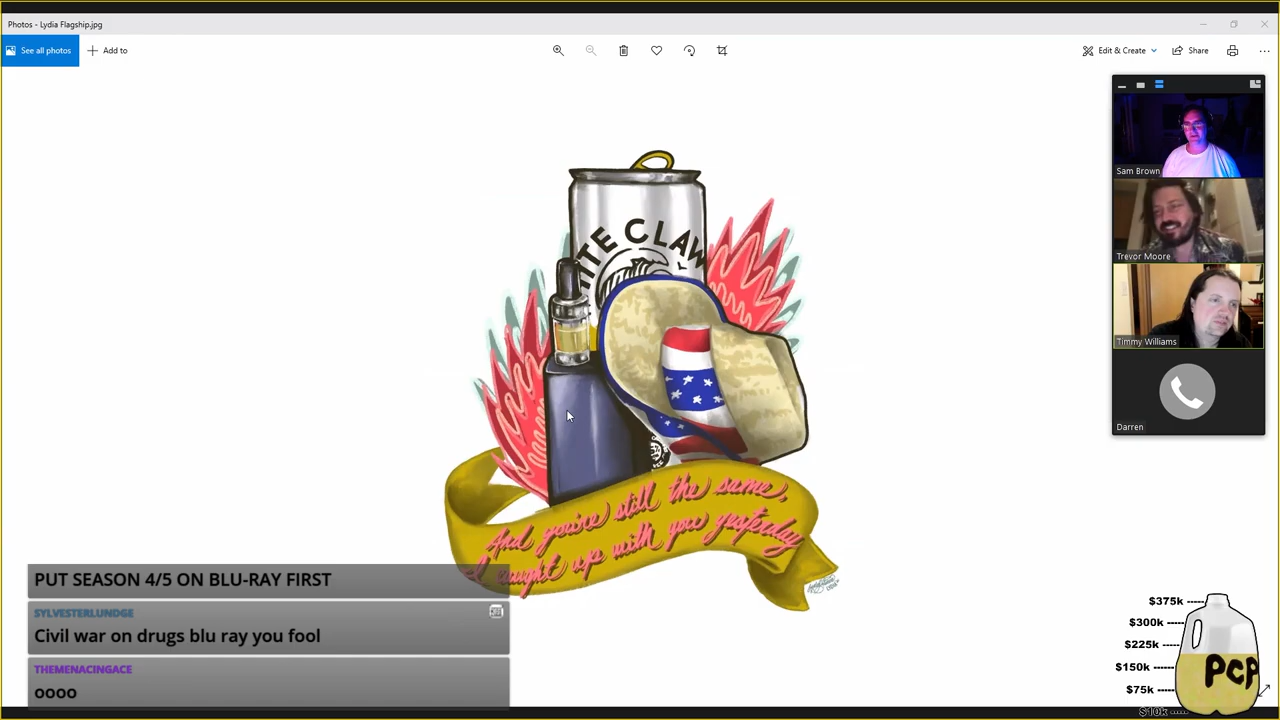 Photos - Lydia Flagship.jpg
See all photos
Add to
Edit & Create
Share
Sam Brown
Trevor Moore
Timmy Williams
Darren
ITE CLAW
And you're still the same,
I caught up with you yesterday
PUT SEASON 4/5 ON BLU-RAY FIRST
SYLVESTERLUNDGE
Civil war on drugs blu ray you fool
THEMENACINGACE
oooo
$375k
$300k
$225k
$150k
$75k
$10k
PCP